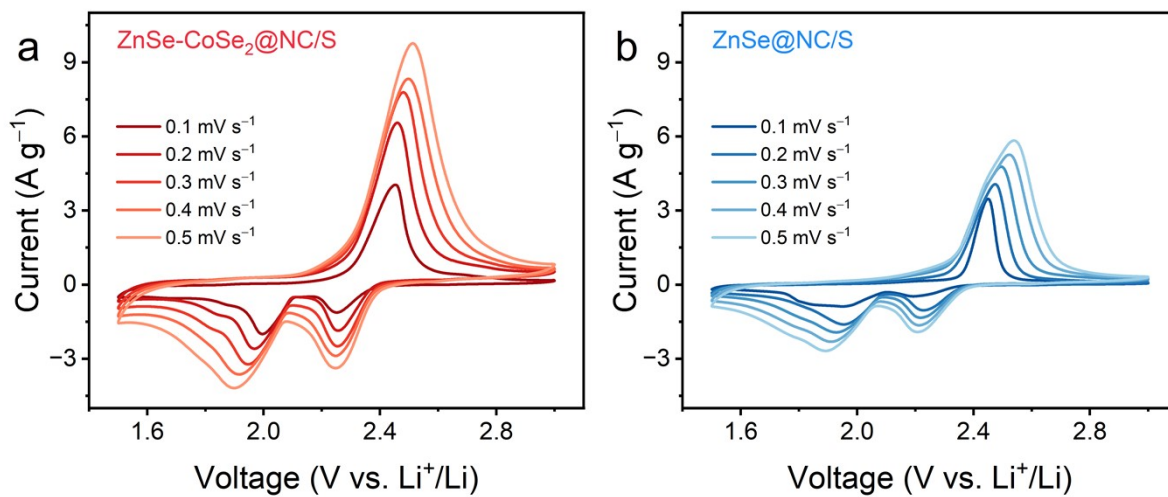 a
ZnSe-CoSe₂@NC/S
0.1 mV s⁻¹
0.2 mV s⁻¹
0.3 mV s⁻¹
0.4 mV s⁻¹
0.5 mV s⁻¹
Current (A g⁻¹)
9
6
3
0
−3
1.6 2.0 2.4 2.8
Voltage (V vs. Li⁺/Li)
b
ZnSe@NC/S
0.1 mV s⁻¹
0.2 mV s⁻¹
0.3 mV s⁻¹
0.4 mV s⁻¹
0.5 mV s⁻¹
Current (A g⁻¹)
9
6
3
0
−3
1.6 2.0 2.4 2.8
Voltage (V vs. Li⁺/Li)